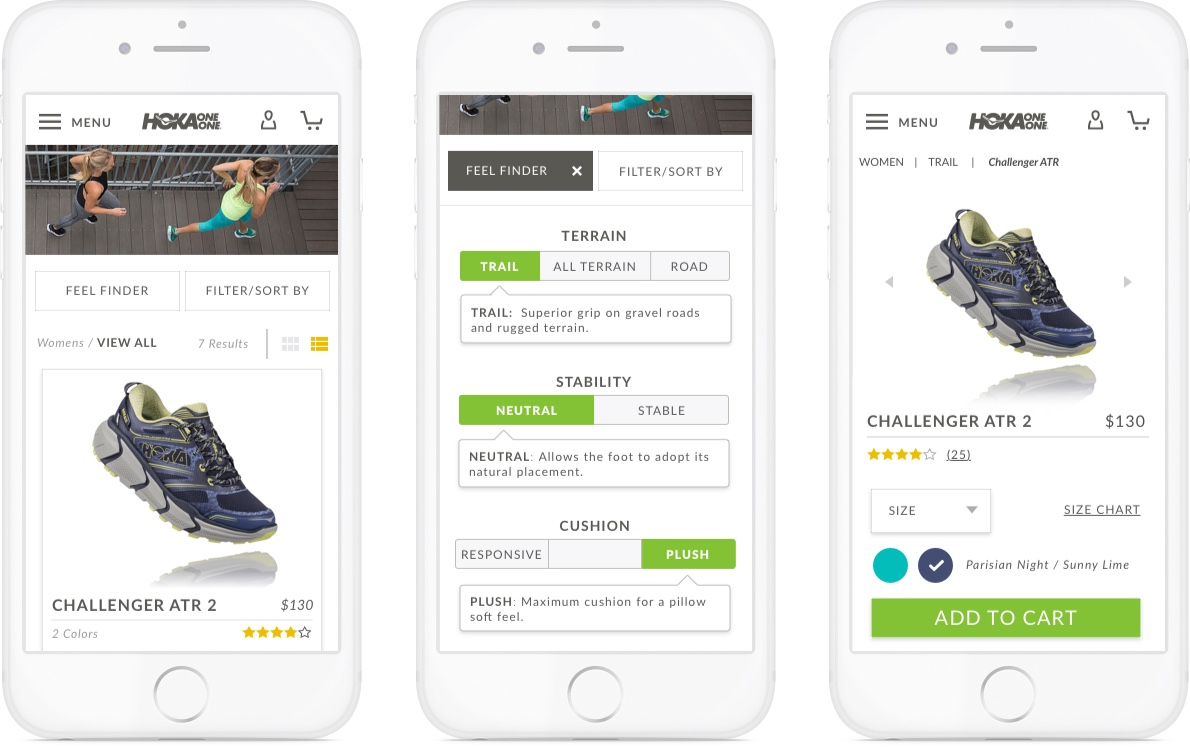 MENU
HOKA ONE ONE
FEEL FINDER
FILTER/SORT BY
Womens / VIEW ALL
7 Results
HOKA
CHALLENGER ATR 2
$130
2 Colors
FEEL FINDER ×
FILTER/SORT BY
TERRAIN
TRAIL
ALL TERRAIN
ROAD
TRAIL: Superior grip on gravel roads
and rugged terrain.
STABILITY
NEUTRAL
STABLE
NEUTRAL: Allows the foot to adopt its
natural placement.
CUSHION
RESPONSIVE
PLUSH
PLUSH: Maximum cushion for a pillow
soft feel.
MENU
HOKA ONE ONE
WOMEN | TRAIL | Challenger ATR
HOKA
CHALLENGER ATR 2
$130
(25)
SIZE
SIZE CHART
Parisian Night / Sunny Lime
ADD TO CART